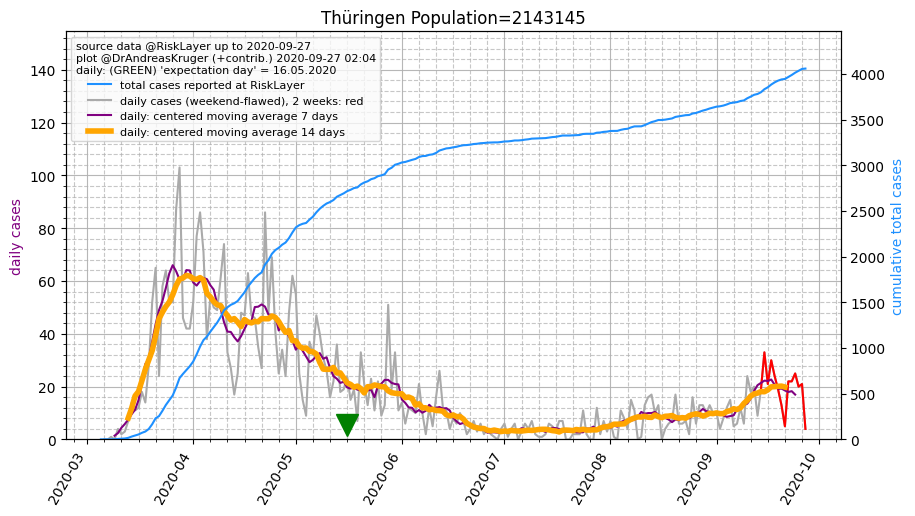 Thüringen Population=2143145
source data @RiskLayer up to 2020-09-27
plot @DrAndreasKruger (+contrib.) 2020-09-27 02:04
daily: (GREEN) 'expectation day' = 16.05.2020
total cases reported at RiskLayer
daily cases (weekend-flawed), 2 weeks: red
daily: centered moving average 7 days
daily: centered moving average 14 days
daily cases
140
120
100
80
60
40
20
0
cumulative total cases
4000
3500
3000
2500
2000
1500
1000
500
0
2020-03
2020-04
2020-05
2020-06
2020-07
2020-08
2020-09
2020-10